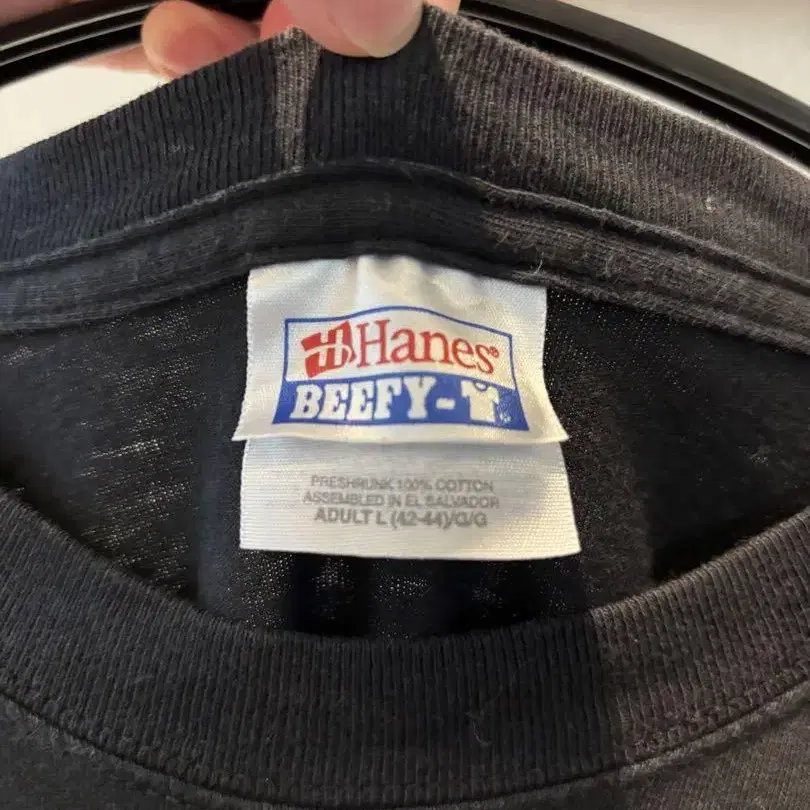 Hanes®
BEEFY-T
PRESHRUNK 100% COTTON
ASSEMBLED IN EL SALVADOR
ADULT L (42-44)/G/G